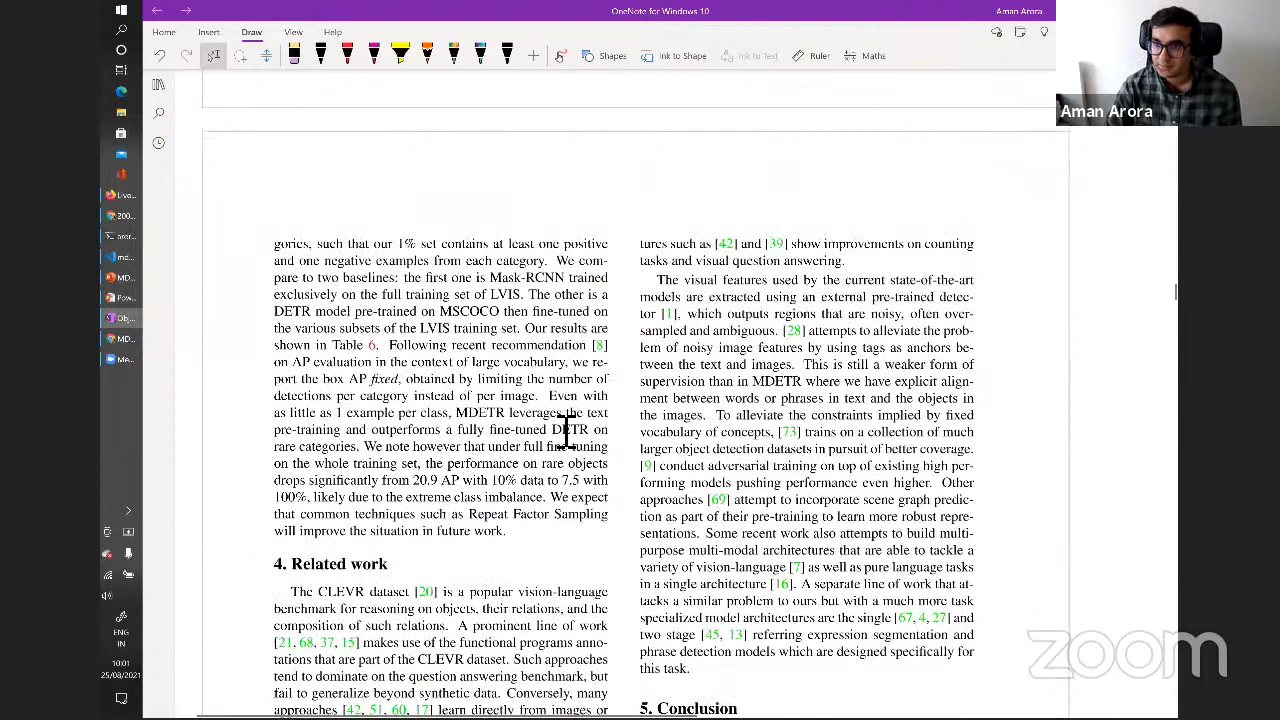 OneNote for Windows 10
Aman Arora
Home
Insert
Draw
View
Help
Shapes
Ink to Shape
Ink to Text
Ruler
Maths
Aman Arora
Live...
200...
aror...
md...
MD...
Pow...
Obj...
MD...
Me...
ENG
IN
10:01
25/08/2021
gories, such that our 1% set contains at least one positive
and one negative examples from each category. We com-
pare to two baselines: the first one is Mask-RCNN trained
exclusively on the full training set of LVIS. The other is a
DETR model pre-trained on MSCOCO then fine-tuned on
the various subsets of the LVIS training set. Our results are
shown in Table 6. Following recent recommendation [8]
on AP evaluation in the context of large vocabulary, we re-
port the box AP fixed, obtained by limiting the number of
detections per category instead of per image. Even with
as little as 1 example per class, MDETR leverages the text
pre-training and outperforms a fully fine-tuned DETR on
rare categories. We note however that under full fine-tuning
on the whole training set, the performance on rare objects
drops significantly from 20.9 AP with 10% data to 7.5 with
100%, likely due to the extreme class imbalance. We expect
that common techniques such as Repeat Factor Sampling
will improve the situation in future work.
4. Related work
The CLEVR dataset [20] is a popular vision-language
benchmark for reasoning on objects, their relations, and the
composition of such relations. A prominent line of work
[21, 68, 37, 15] makes use of the functional programs anno-
tations that are part of the CLEVR dataset. Such approaches
tend to dominate on the question answering benchmark, but
fail to generalize beyond synthetic data. Conversely, many
approaches [42, 51, 60, 17] learn directly from images or
tures such as [42] and [39] show improvements on counting
tasks and visual question answering.
The visual features used by the current state-of-the-art
models are extracted using an external pre-trained detec-
tor [1], which outputs regions that are noisy, often over-
sampled and ambiguous. [28] attempts to alleviate the prob-
lem of noisy image features by using tags as anchors be-
tween the text and images. This is still a weaker form of
supervision than in MDETR where we have explicit align-
ment between words or phrases in text and the objects in
the images. To alleviate the constraints implied by fixed
vocabulary of concepts, [73] trains on a collection of much
larger object detection datasets in pursuit of better coverage.
[9] conduct adversarial training on top of existing high per-
forming models pushing performance even higher. Other
approaches [69] attempt to incorporate scene graph predic-
tion as part of their pre-training to learn more robust repre-
sentations. Some recent work also attempts to build multi-
purpose multi-modal architectures that are able to tackle a
variety of vision-language [7] as well as pure language tasks
in a single architecture [16]. A separate line of work that at-
tacks a similar problem to ours but with a much more task
specialized model architectures are the single [67, 4, 27] and
two stage [45, 13] referring expression segmentation and
phrase detection models which are designed specifically for
this task.
5. Conclusion
zoom